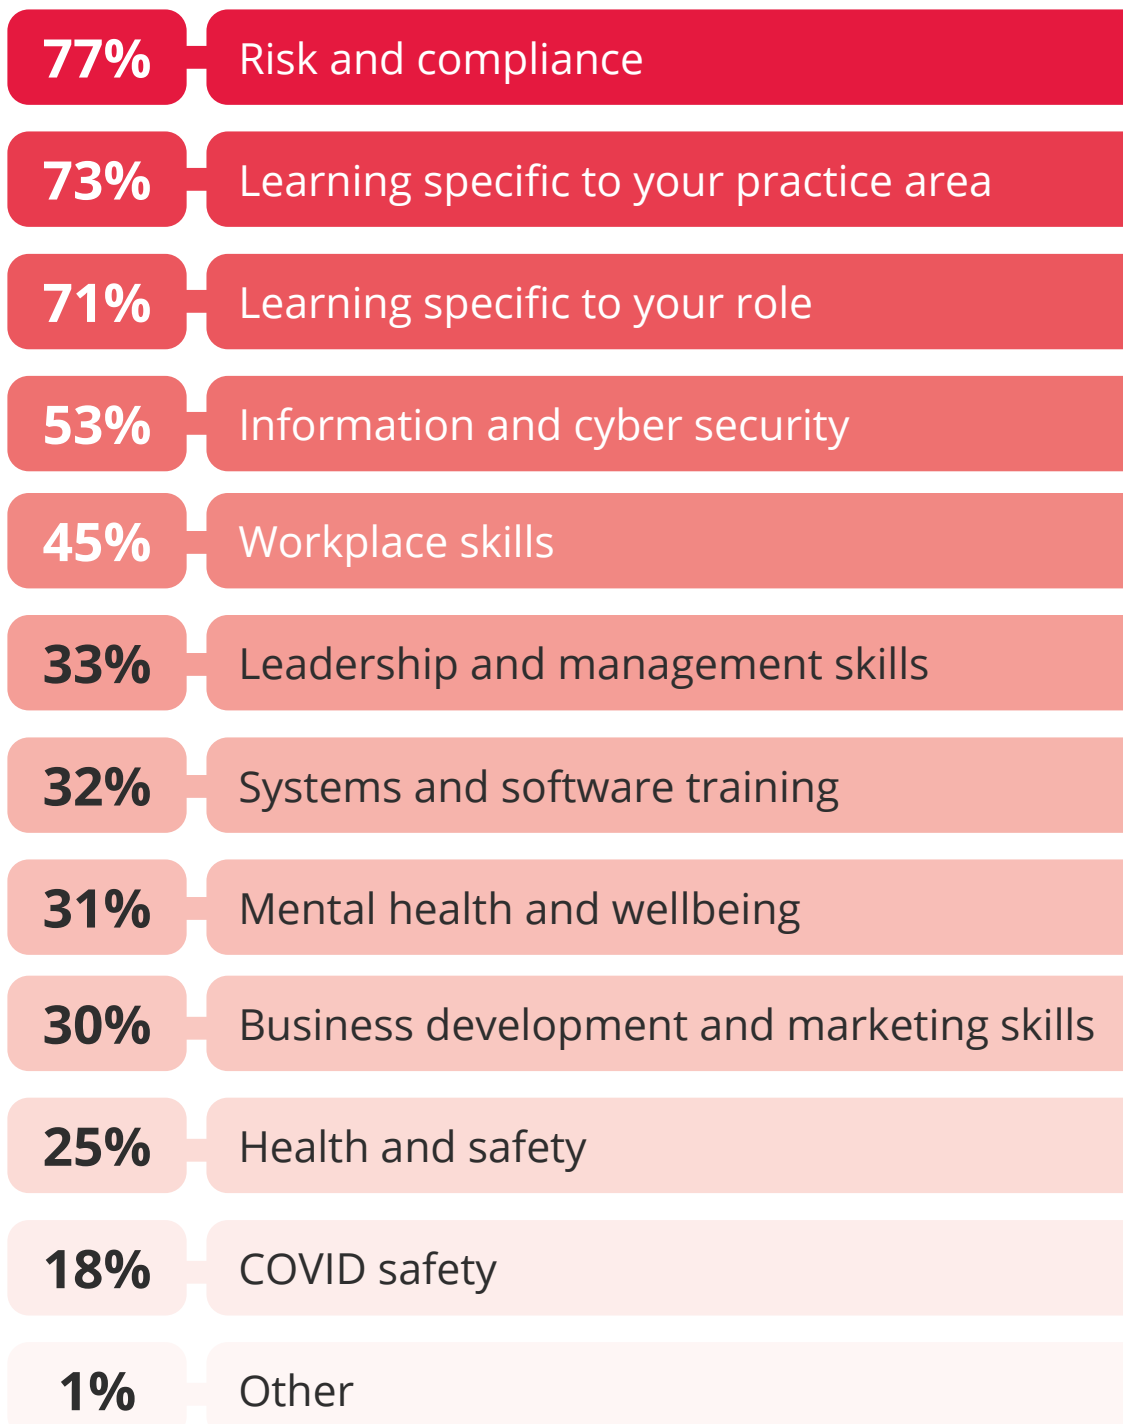 77% Risk and compliance
73% Learning specific to your practice area
71% Learning specific to your role
53% Information and cyber security
45% Workplace skills
33% Leadership and management skills
32% Systems and software training
31% Mental health and wellbeing
30% Business development and marketing skills
25% Health and safety
18% COVID safety
1% Other